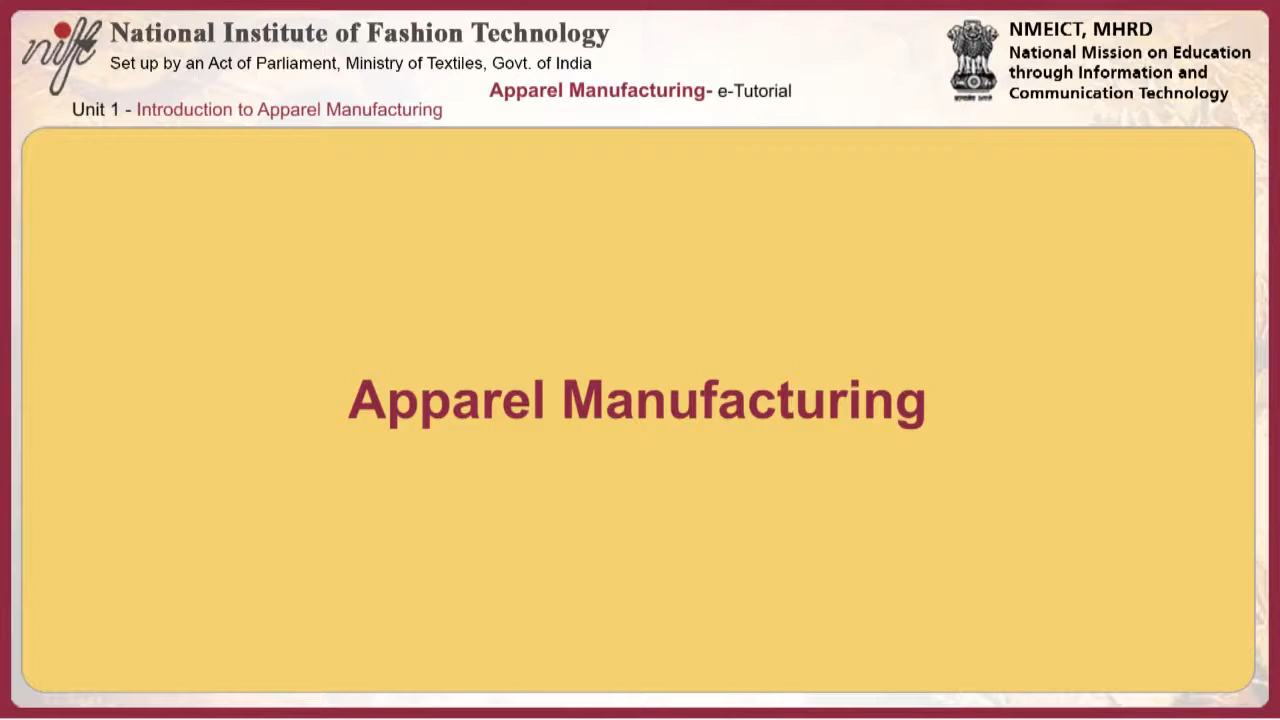 nift
National Institute of Fashion Technology
Set up by an Act of Parliament, Ministry of Textiles, Govt. of India
Apparel Manufacturing- e-Tutorial
Unit 1 - Introduction to Apparel Manufacturing
NMEICT, MHRD
National Mission on Education
through Information and
Communication Technology
Apparel Manufacturing